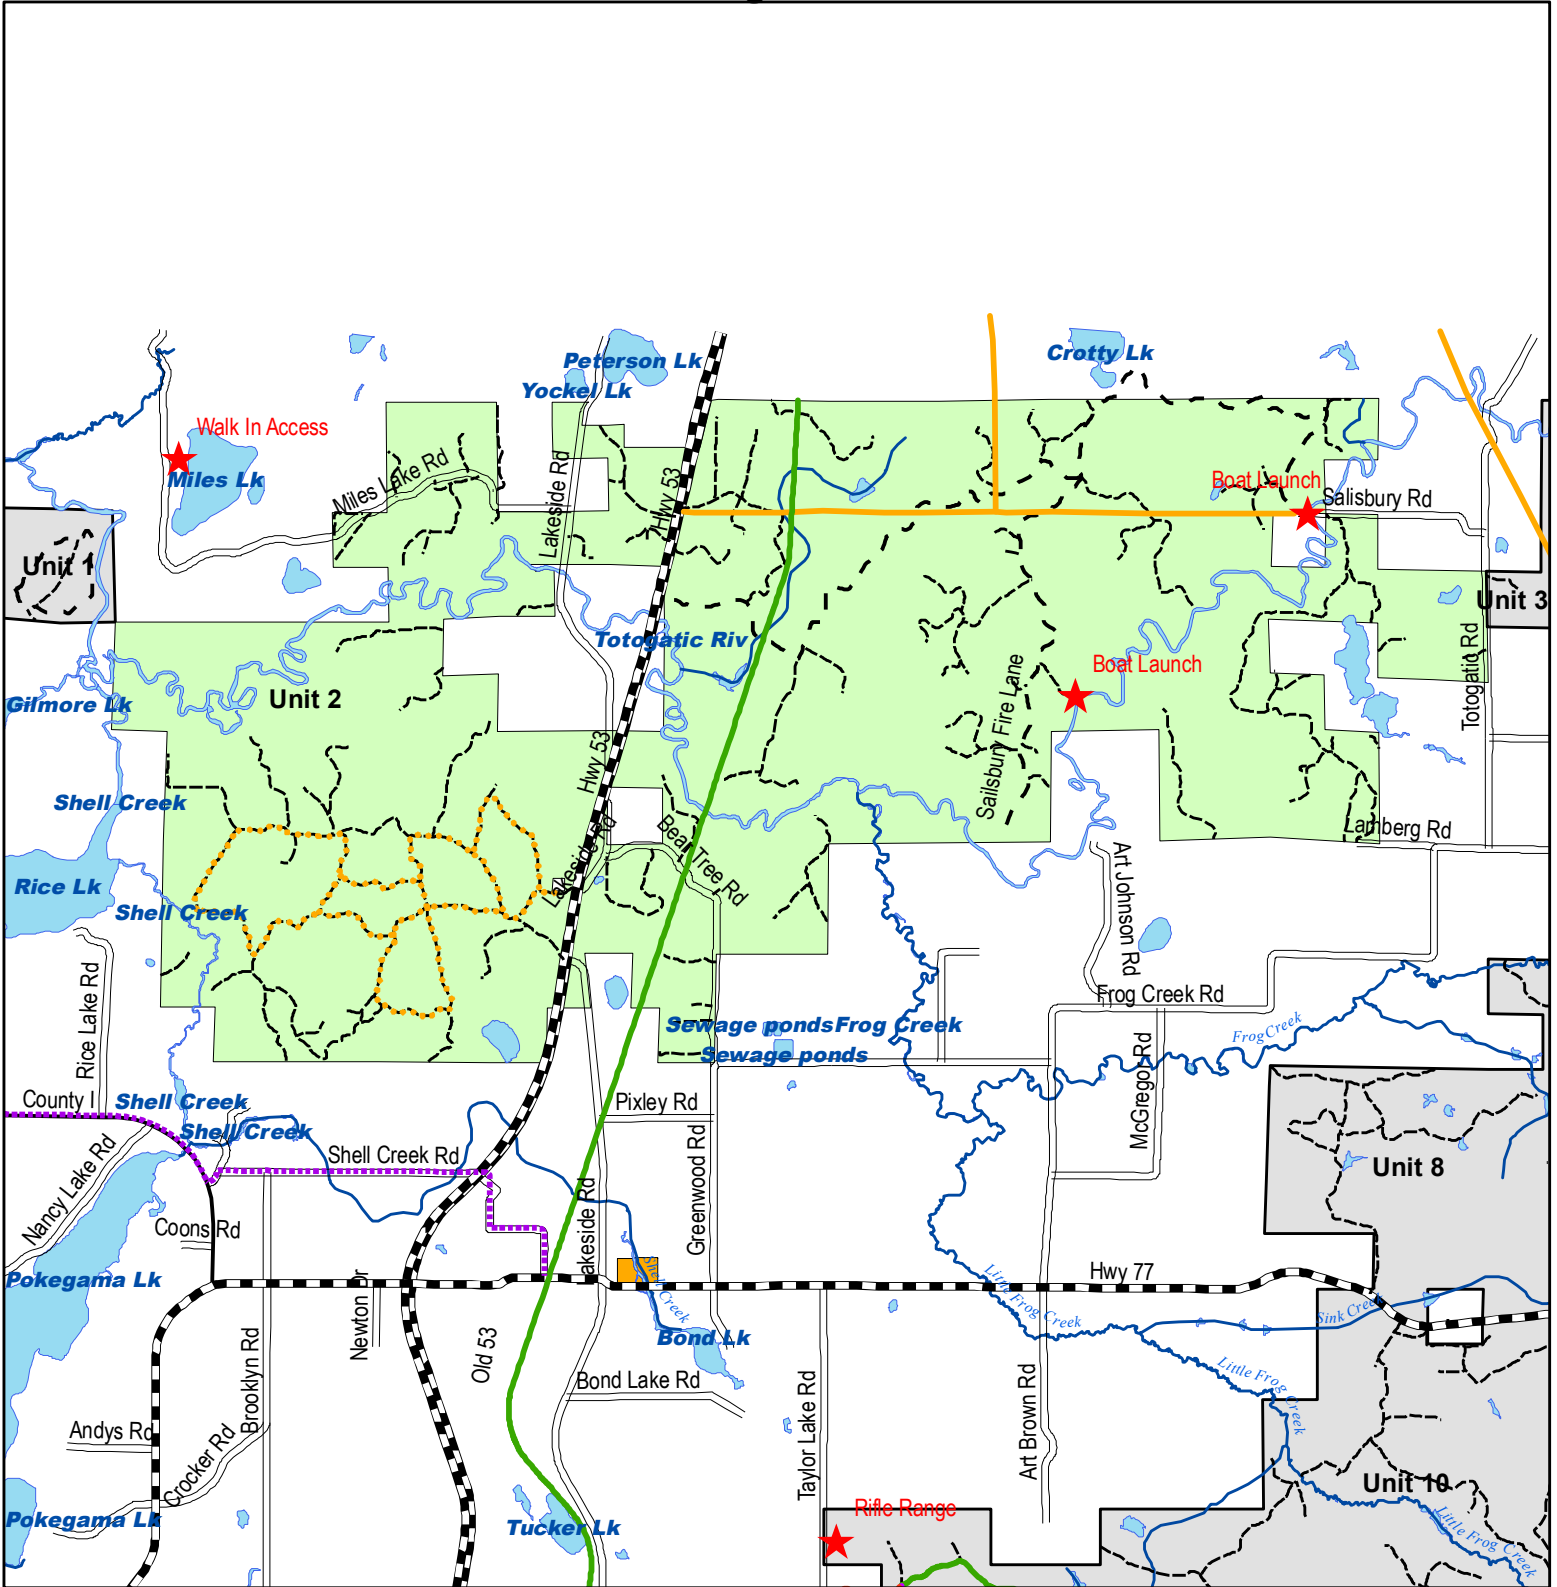 Peterson Lk
Crotty Lk
Yockel Lk
Walk In Access
Miles Lk
Miles Lake Rd
Lakeside Rd
Hwy 53
Boat Launch
Salisbury Rd
Unit 1
Unit 3
Totogatic Riv
Totogatic Rd
Boat Launch
Sailsbury Fire Lane
Unit 2
Gilmore Lk
Hwy 53
Shell Creek
Lakeside Rd
Bear Tree Rd
Lamberg Rd
Art Johnson Rd
Rice Lk
Shell Creek
Rice Lake Rd
Frog Creek Rd
Sewage ponds
Frog Creek
Frog Creek
Sewage ponds
McGregor Rd
County I
Shell Creek
Pixley Rd
Shell Creek
Nancy Lake Rd
Shell Creek Rd
Greenwood Rd
Unit 8
Coons Rd
Lakeside Rd
Pokegama Lk
Newton Dr
Shell Creek
Hwy 77
Little Frog Creek
Sink Creek
Old 53
Bond Lk
Brooklyn Rd
Bond Lake Rd
Little Frog Creek
Taylor Lake Rd
Art Brown Rd
Andys Rd
Crocker Rd
Unit 10
Pokegama Lk
Tucker Lk
Rifle Range
Little Frog Creek